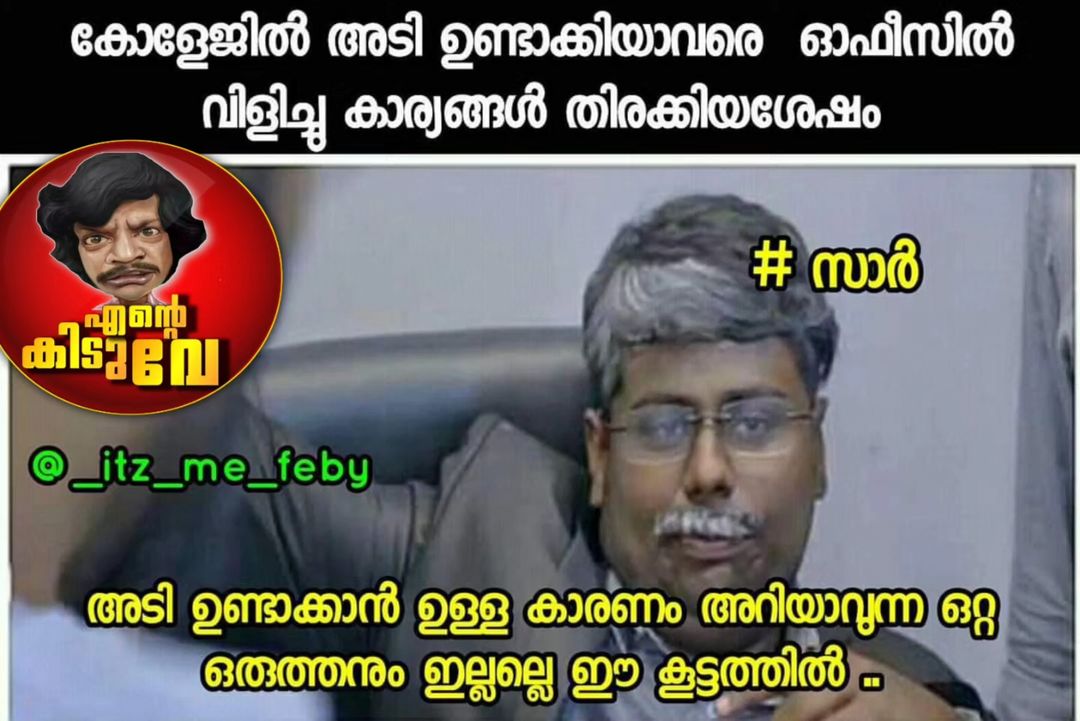 കോളേജിൽ അടി ഉണ്ടാക്കിയാവരെ ഓഫീസിൽ
വിളിച്ചു കാര്യങ്ങൾ തിരക്കിയശേഷം
# സാർ
എന്റെ
കിടുവേ
@_itz_me_feby
അടി ഉണ്ടാക്കാൻ ഉള്ള കാരണം അറിയാവുന്ന ഒറ്റ
ഒരുത്തനും ഇല്ലല്ലെ ഈ കൂട്ടത്തിൽ ..